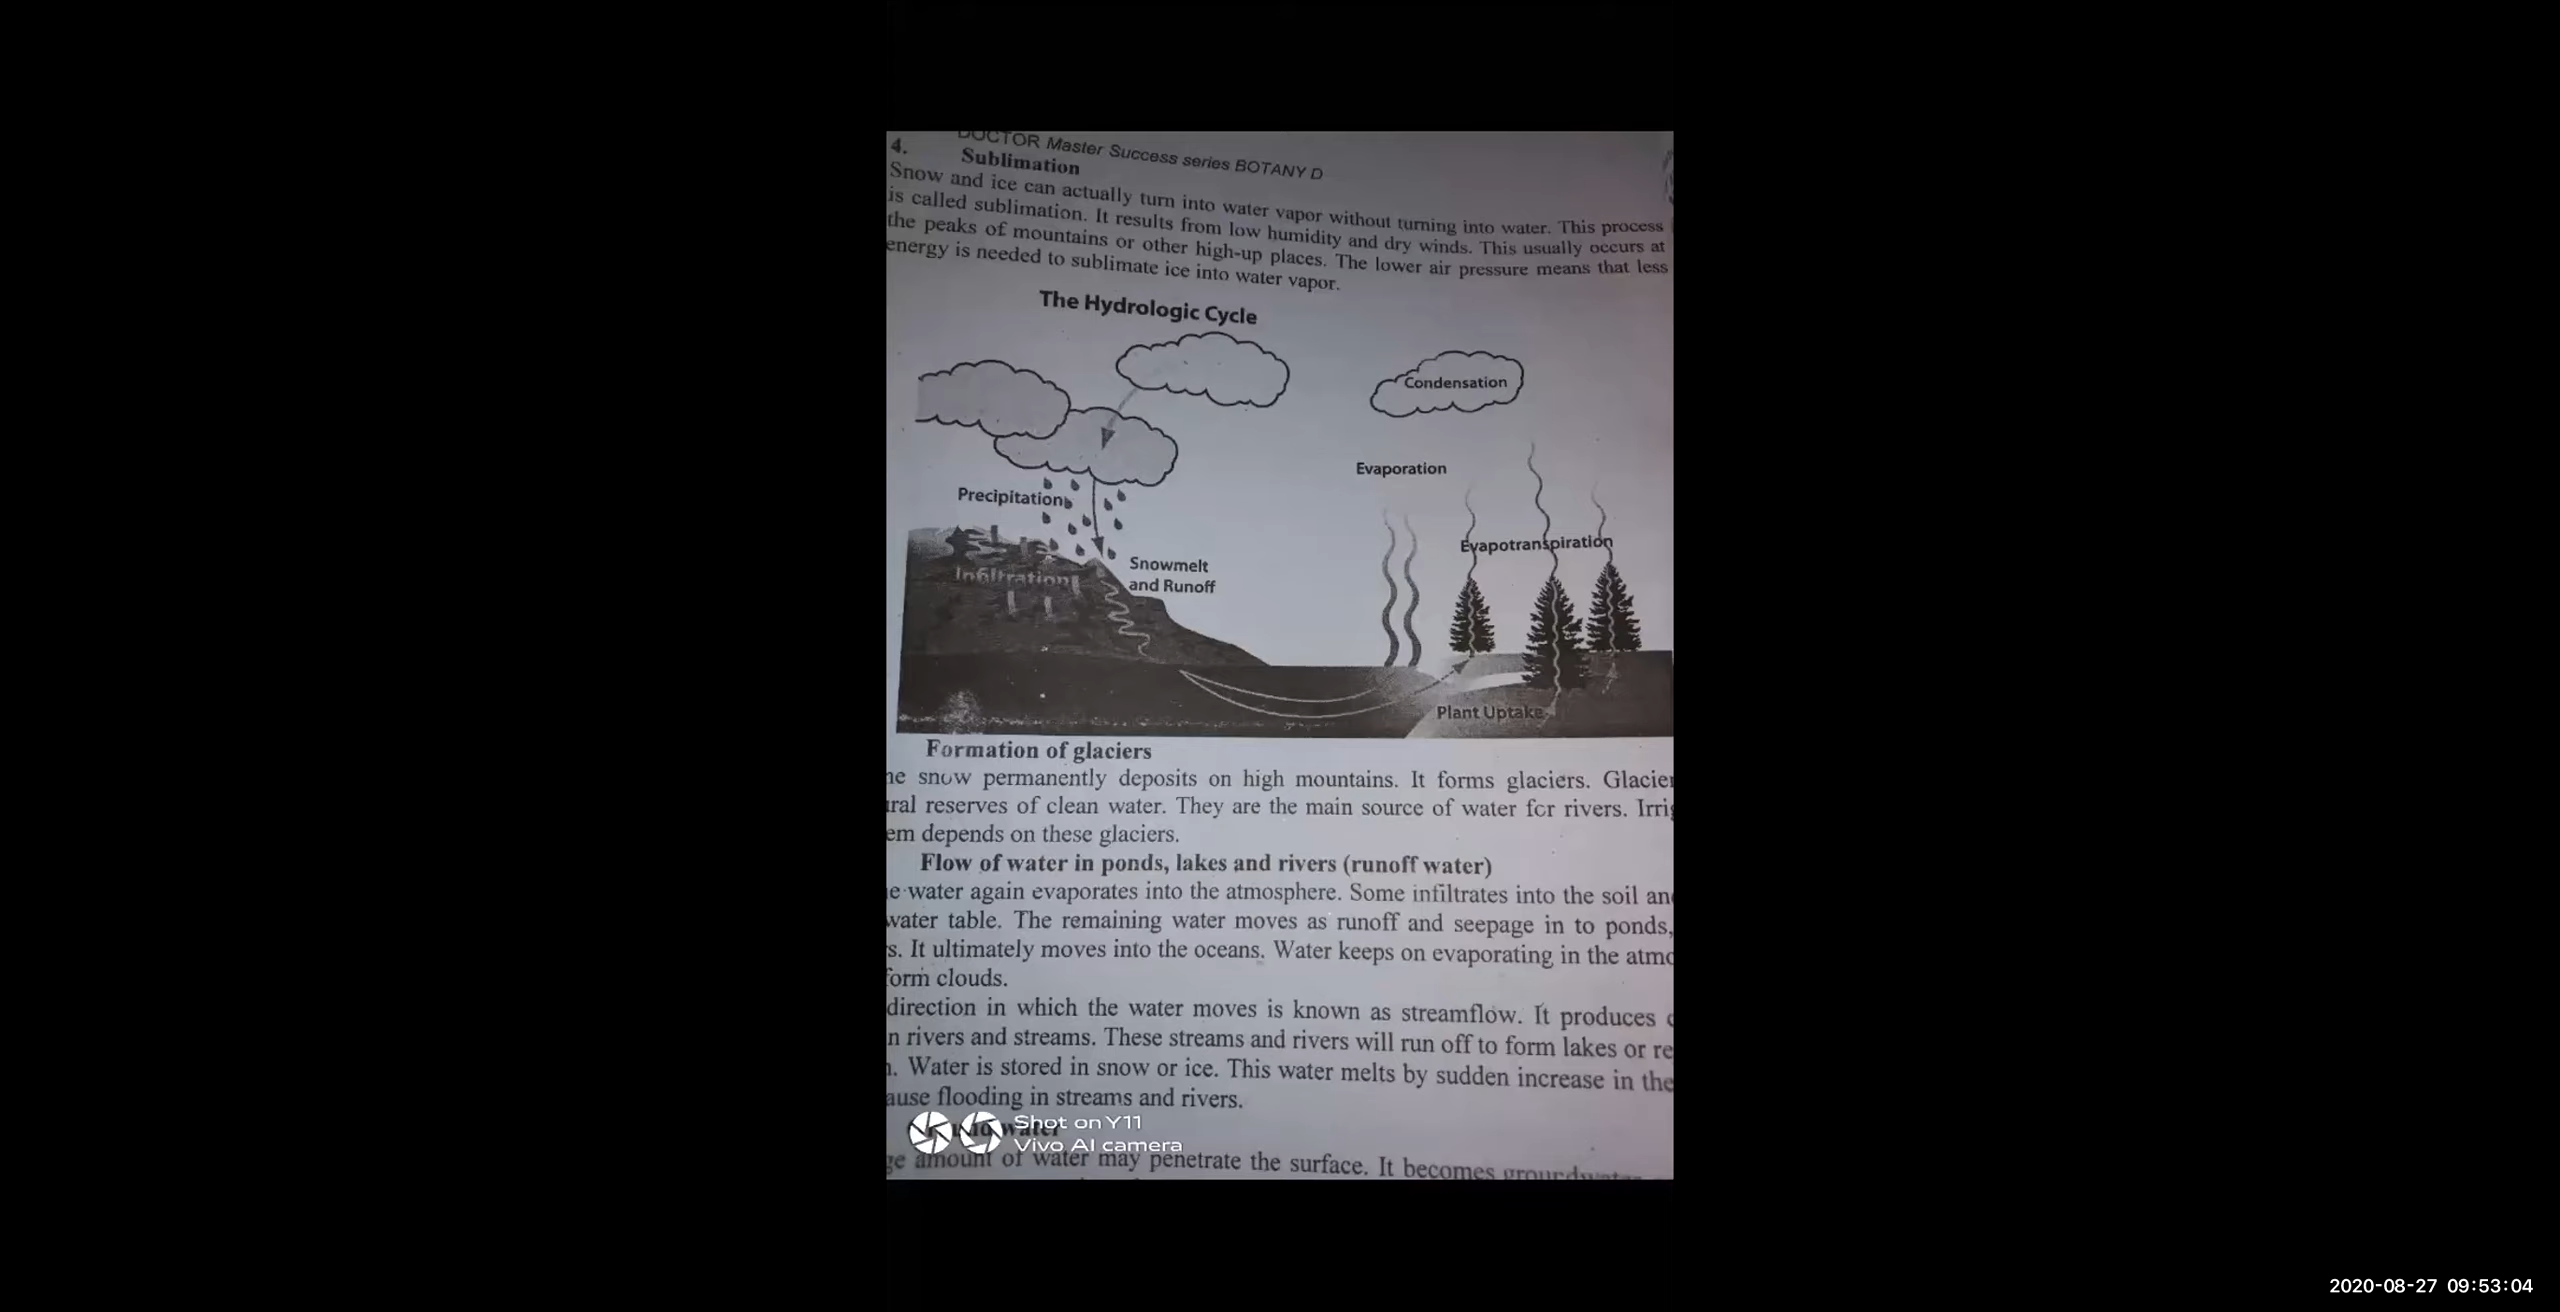 DOCTOR Master Success series BOTANY D
4. Sublimation
Snow and ice can actually turn into water vapor without turning into water. This process
is called sublimation. It results from low humidity and dry winds. This usually occurs at
the peaks of mountains or other high-up places. The lower air pressure means that less
energy is needed to sublimate ice into water vapor.
The Hydrologic Cycle
Condensation
Evaporation
Precipitation
Evapotranspiration
Snowmelt
and Runoff
Infiltration
Plant Uptake
Formation of glaciers
he snow permanently deposits on high mountains. It forms glaciers. Glacier
ural reserves of clean water. They are the main source of water for rivers. Irrig
em depends on these glaciers.
Flow of water in ponds, lakes and rivers (runoff water)
e water again evaporates into the atmosphere. Some infiltrates into the soil and
water table. The remaining water moves as runoff and seepage in to ponds,
s. It ultimately moves into the oceans. Water keeps on evaporating in the atmo
form clouds.
direction in which the water moves is known as streamflow. It produces c
n rivers and streams. These streams and rivers will run off to form lakes or re
. Water is stored in snow or ice. This water melts by sudden increase in the
ause flooding in streams and rivers.
water
Shot on Y11
Vivo AI camera
ge amount of water may penetrate the surface. It becomes groundwater
2020-08-27 09:53:04